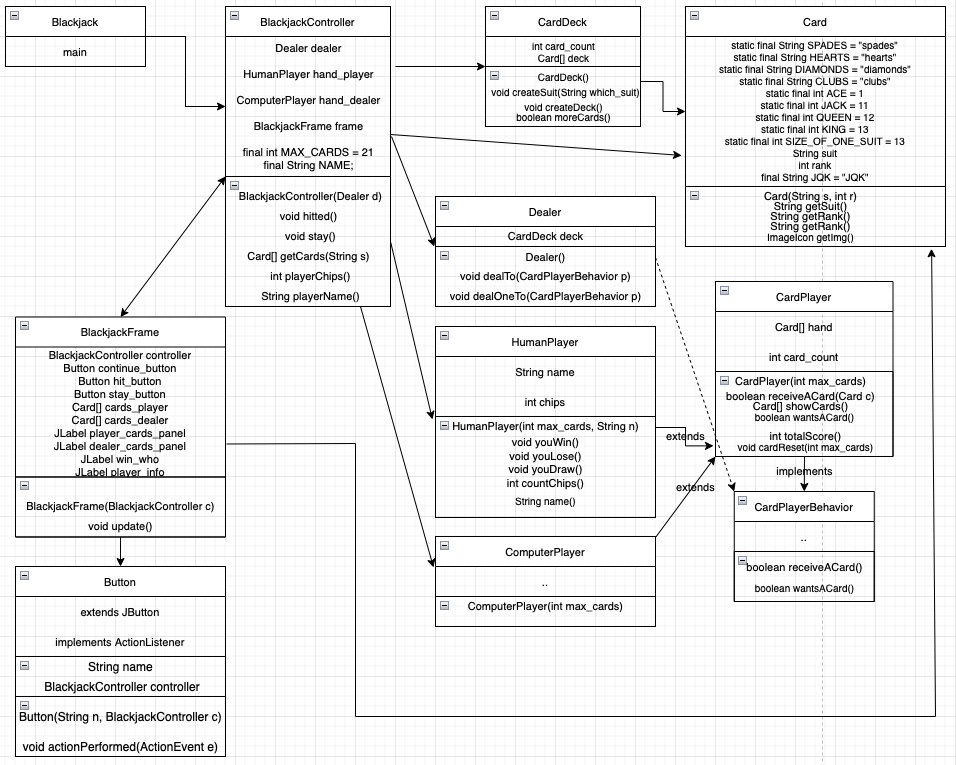 Blackjack
main
BlackjackController
Dealer dealer
HumanPlayer hand_player
ComputerPlayer hand_dealer
BlackjackFrame frame
final int MAX_CARDS = 21
final String NAME;
BlackjackController(Dealer d)
void hitted()
void stay()
Card[] getCards(String s)
int playerChips()
String playerName()
CardDeck
int card_count
Card[] deck
CardDeck()
void createSuit(String which_suit)
void createDeck()
boolean moreCards()
Card
static final String SPADES = "spades"
static final String HEARTS = "hearts"
static final String DIAMONDS = "diamonds"
static final String CLUBS = "clubs"
static final int ACE = 1
static final int JACK = 11
static final int QUEEN = 12
static final int KING = 13
static final int SIZE_OF_ONE_SUIT = 13
String suit
int rank
final String JQK = "JQK"
Card(String s, int r)
String getSuit()
String getRank()
String getRank()
ImageIcon getImg()
Dealer
CardDeck deck
Dealer()
void dealTo(CardPlayerBehavior p)
void dealOneTo(CardPlayerBehavior p)
HumanPlayer
String name
int chips
HumanPlayer(int max_cards, String n)
void youWin()
void youLose()
void youDraw()
int countChips()
String name()
extends
extends
CardPlayer
Card[] hand
int card_count
CardPlayer(int max_cards)
boolean receiveACard(Card c)
Card[] showCards()
boolean wantsACard()
int totalScore()
void cardReset(int max_cards)
implements
CardPlayerBehavior
..
boolean receiveACard()
boolean wantsACard()
ComputerPlayer
..
ComputerPlayer(int max_cards)
BlackjackFrame
BlackjackController controller
Button continue_button
Button hit_button
Button stay_button
Card[] cards_player
Card[] cards_dealer
JLabel player_cards_panel
JLabel dealer_cards_panel
JLabel win_who
JLabel player_info
BlackjackFrame(BlackjackController c)
void update()
Button
extends JButton
implements ActionListener
String name
BlackjackController controller
Button(String n, BlackjackController c)
void actionPerformed(ActionEvent e)